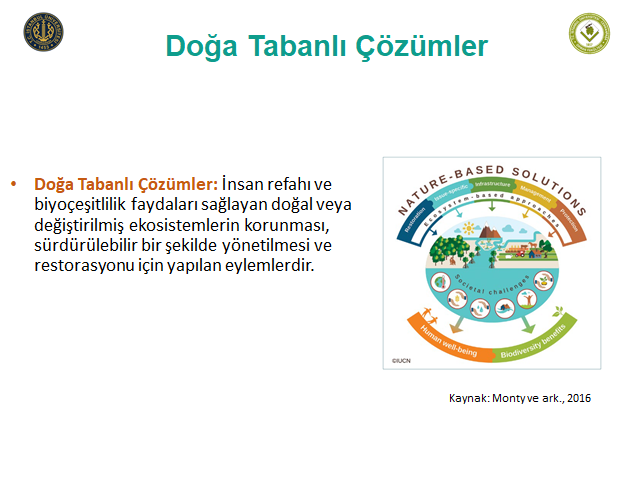 Doğa Tabanlı Çözümler
• Doğa Tabanlı Çözümler: İnsan refahı ve
biyoçeşitlilik faydaları sağlayan doğal veya
değiştirilmiş ekosistemlerin korunması,
sürdürülebilir bir şekilde yönetilmesi ve
restorasyonu için yapılan eylemlerdir.
NATURE-BASED SOLUTIONS
Restoration
Issue-specific
Infrastructure
Management
Protection
Ecosystem-based approaches
Societal challenges
Human well-being
Biodiversity benefits
©IUCN
Kaynak: Monty ve ark., 2016